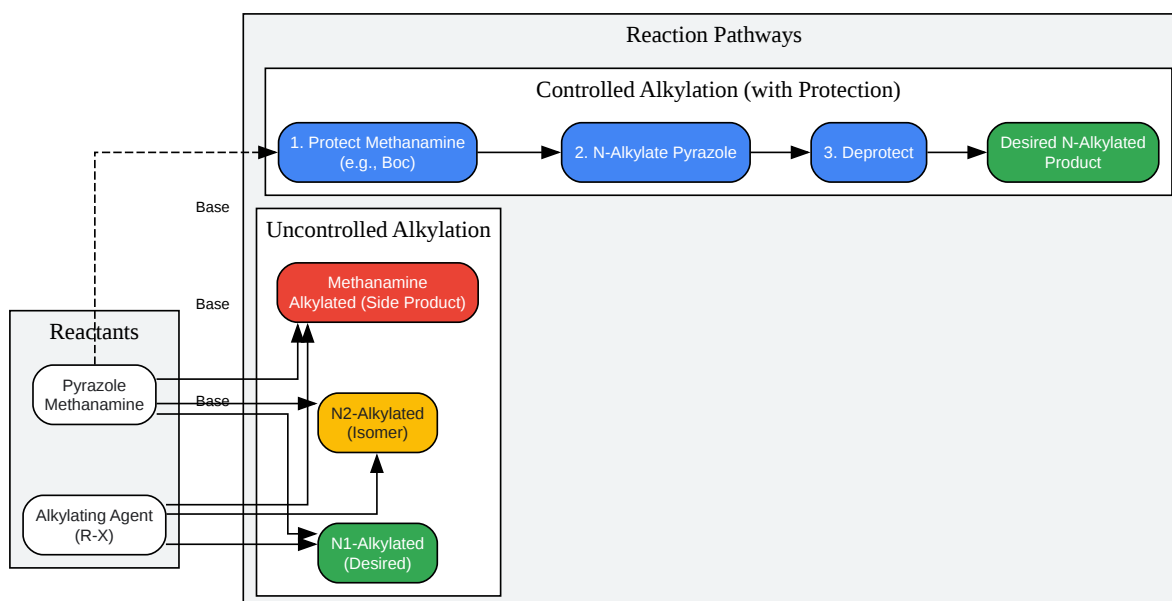 Reaction Pathways
Controlled Alkylation (with Protection)
1. Protect Methanamine
(e.g., Boc)
2. N-Alkylate Pyrazole
3. Deprotect
Desired N-Alkylated
Product
Base
Uncontrolled Alkylation
Methanamine
Alkylated (Side Product)
Base
Reactants
Pyrazole
Methanamine
Base
N2-Alkylated
(Isomer)
Alkylating Agent
(R-X)
N1-Alkylated
(Desired)